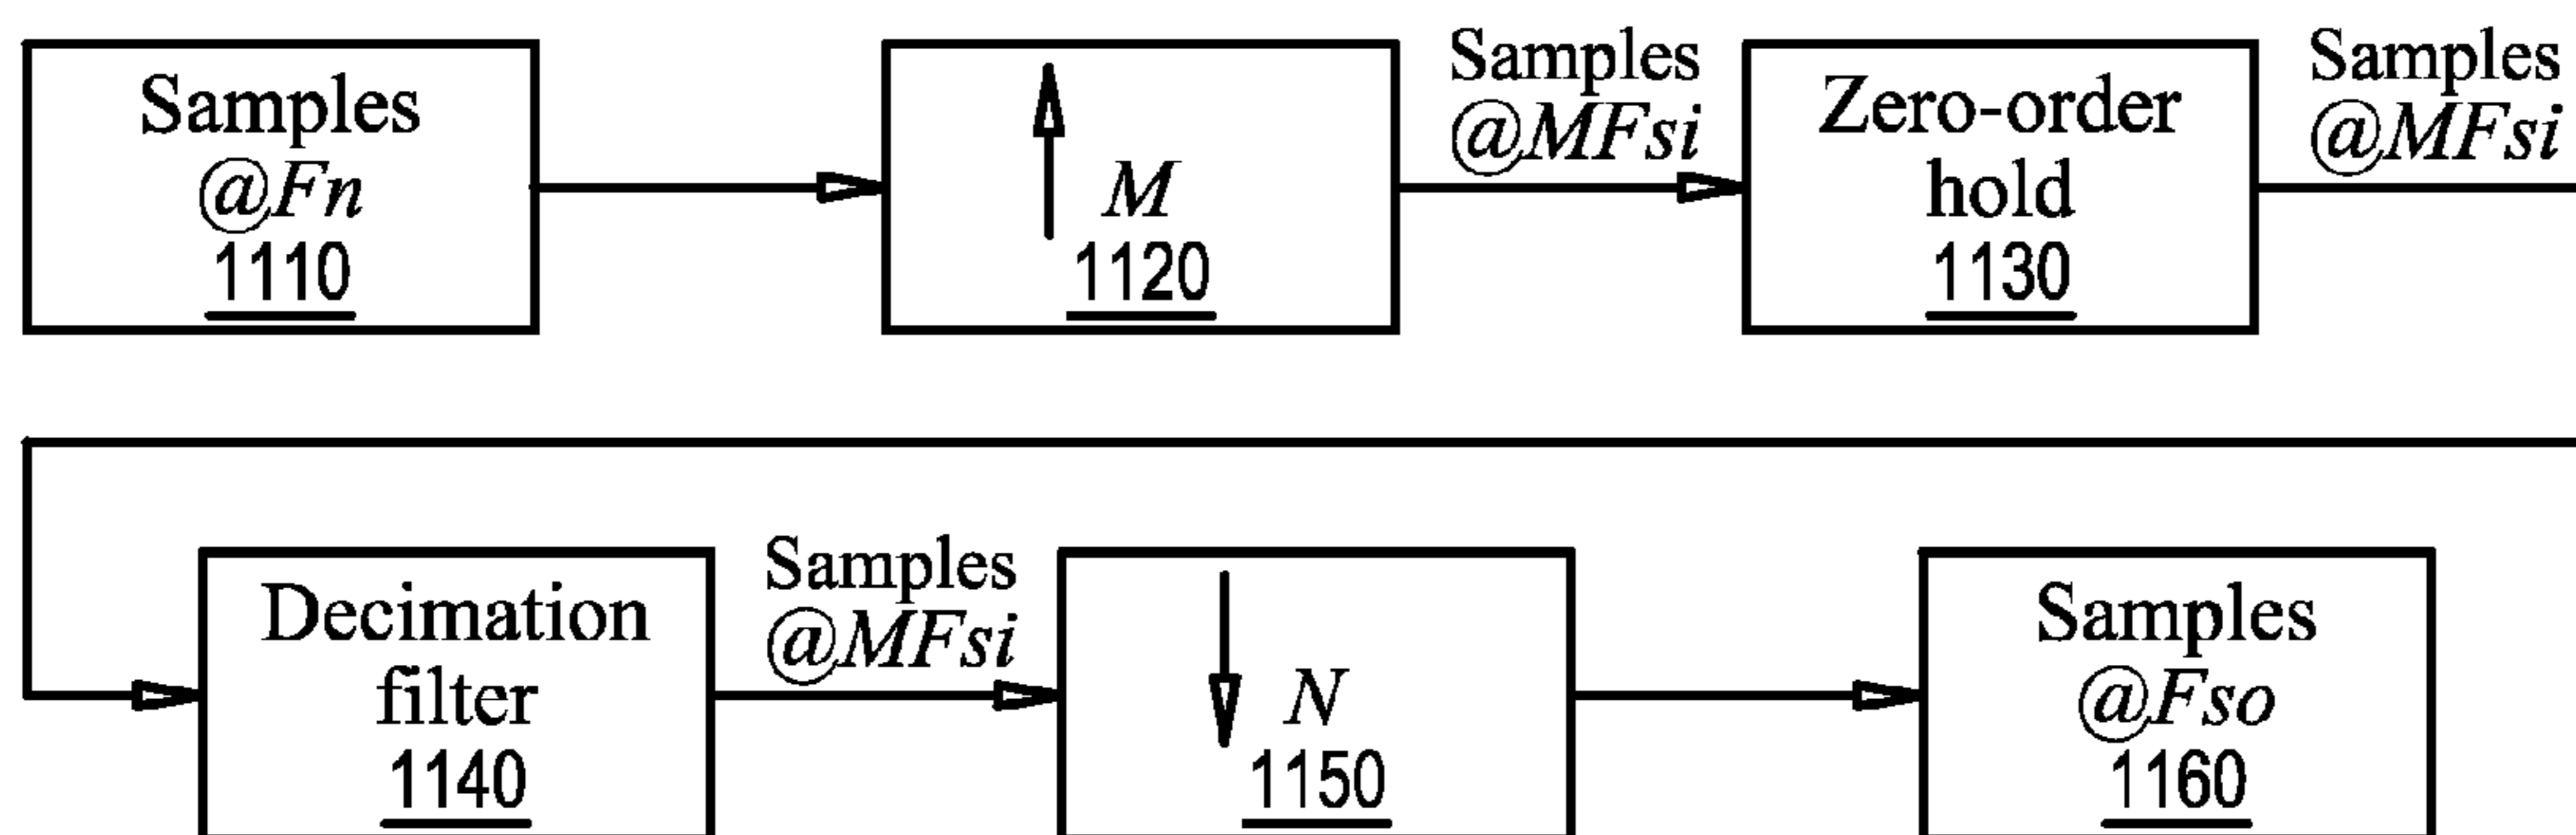 Samples
@Fn
1110
M
1120
Samples
@MFsi
Zero-order
hold
1130
Samples
@MFsi
Decimation
filter
1140
Samples
@MFsi
N
1150
Samples
@Fso
1160